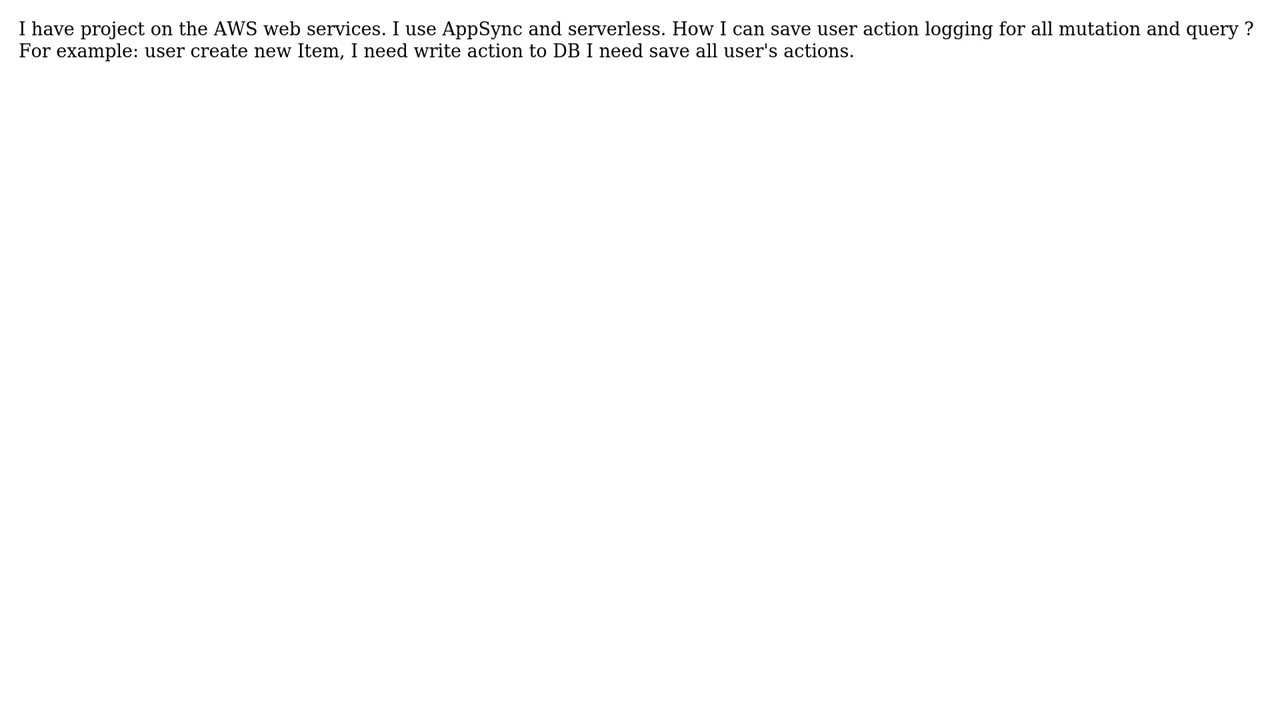 I have project on the AWS web services. I use AppSync and serverless. How I can save user action logging for all mutation and query ?
For example: user create new Item, I need write action to DB I need save all user's actions.